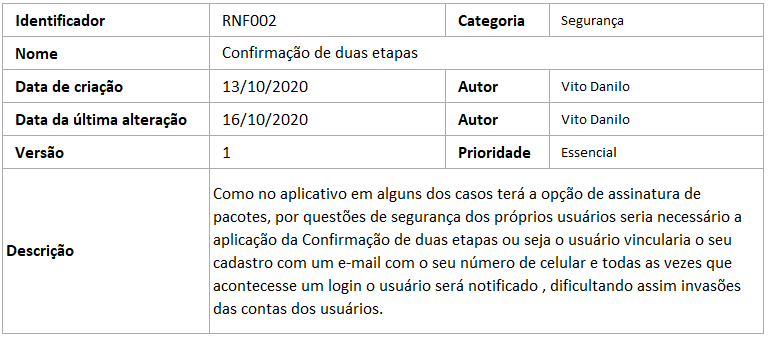 Identificador RNF002 Categoria Segurança
Nome Confirmação de duas etapas
Data de criação 13/10/2020 Autor Vito Danilo
Data da última alteração 16/10/2020 Autor Vito Danilo
Versão 1 Prioridade Essencial
Descrição
Como no aplicativo em alguns dos casos terá a opção de assinatura de
pacotes, por questões de segurança dos próprios usuários seria necessário a
aplicação da Confirmação de duas etapas ou seja o usuário vincularia o seu
cadastro com um e-mail com o seu número de celular e todas as vezes que
acontecesse um login o usuário será notificado , dificultando assim invasões
das contas dos usuários.